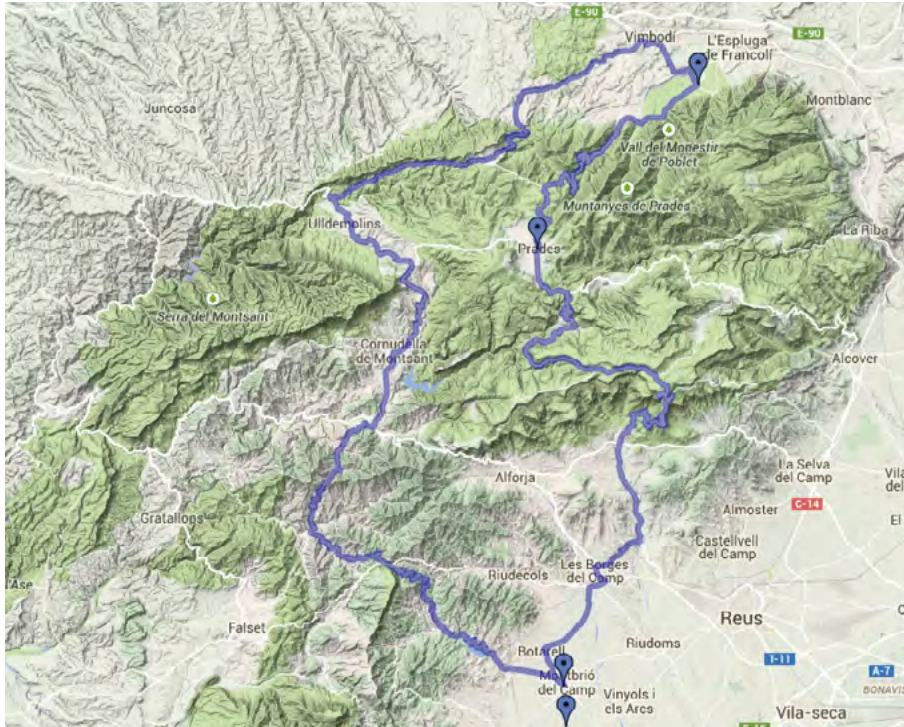 E-90
Vimbodí
L'Espluga
de Francolí
E-90
Juncosa
Montblanc
Vall del Monestir
de Poblet
Muntanyes de Prades
Ulldemolins
Prades
La Riba
Serra del Montsant
Cornudella
de Montsant
Alcover
Alforja
La Selva
del Camp
C-14
Gratallops
Almoster
Castellvell
del Camp
El
l'Ase
Riudecols
Les Borges
del Camp
Falset
Reus
Botarell
Riudoms
T-11
A-7
Montbrió
del Camp
Vinyols i
els Arcs
BONAVIS
Vila-seca